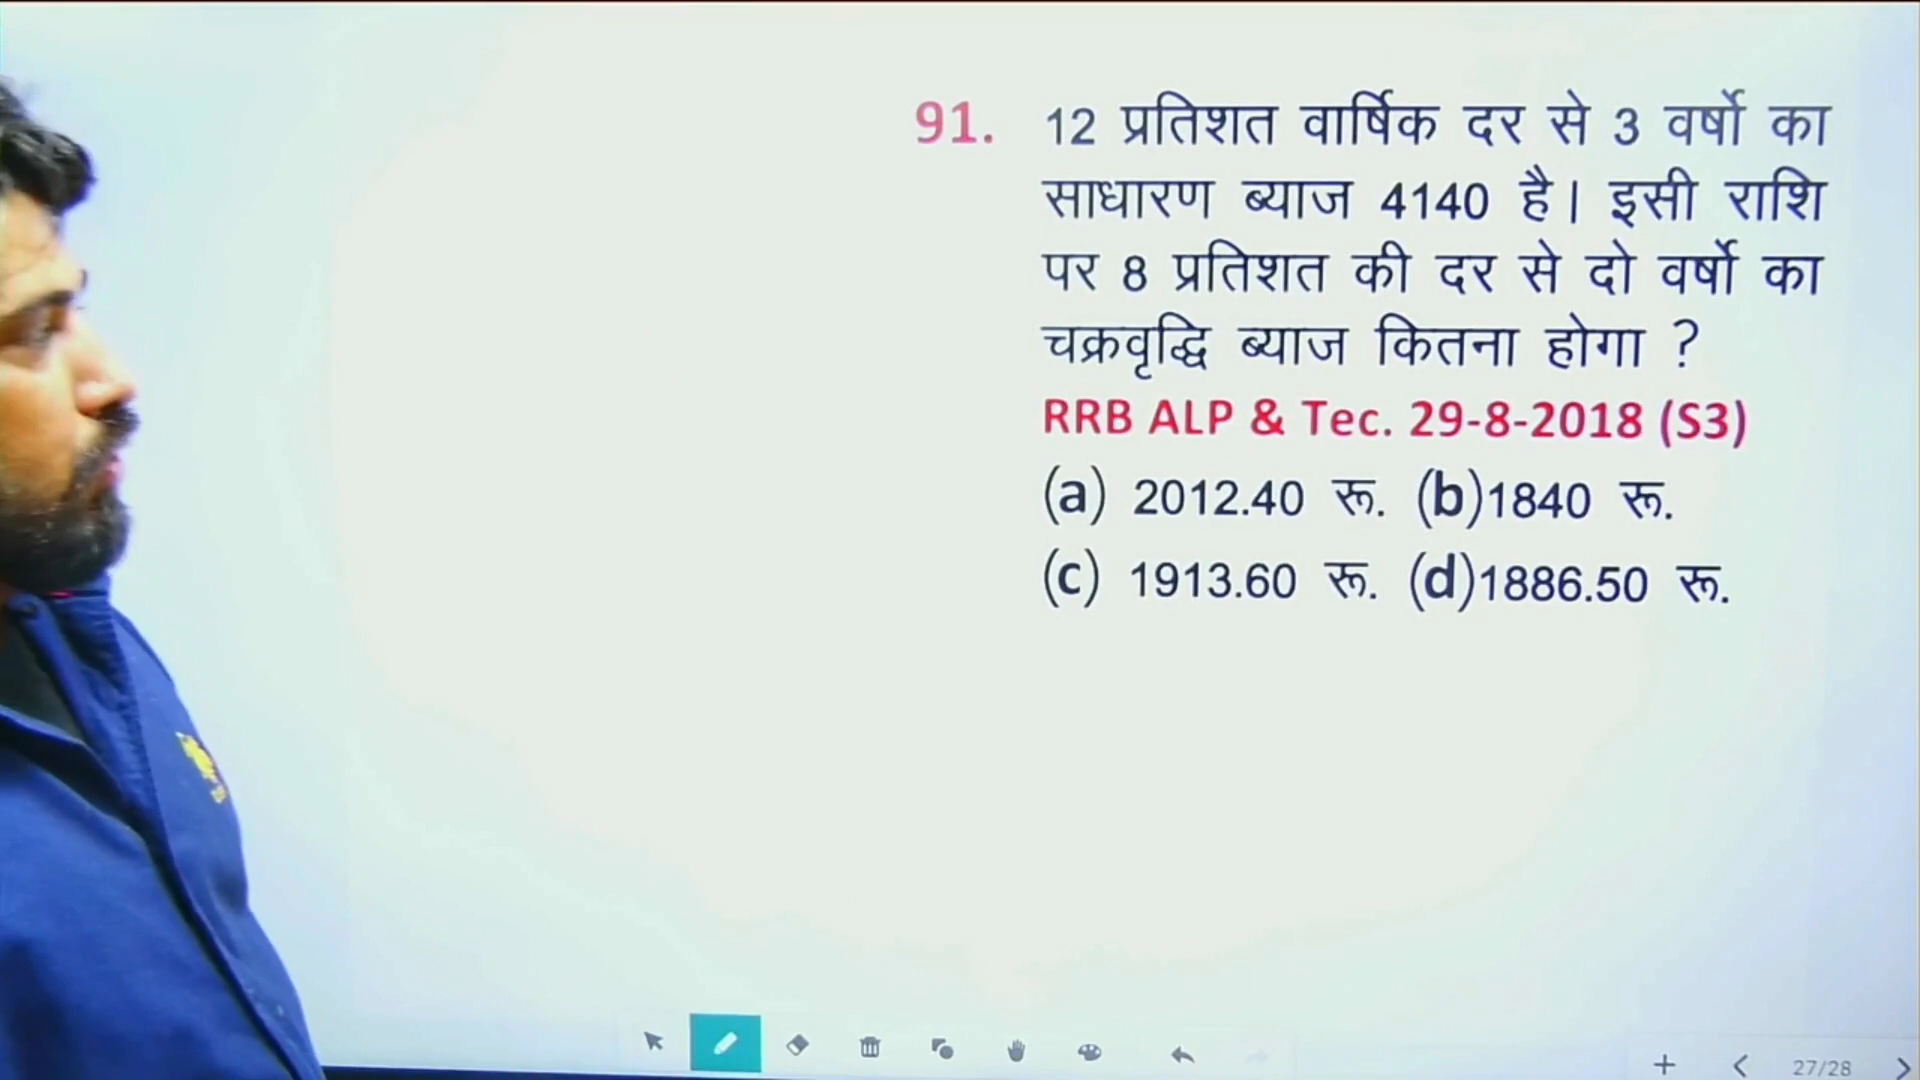 91. 12 प्रतिशत वार्षिक दर से 3 वर्षो का
साधारण ब्याज 4140 है। इसी राशि
पर 8 प्रतिशत की दर से दो वर्षो का
चक्रवृद्धि ब्याज कितना होगा ?
RRB ALP & Tec. 29-8-2018 (S3)
(a) 2012.40 रू. (b)1840 रू.
(c) 1913.60 रू. (d)1886.50 रू.
27/28